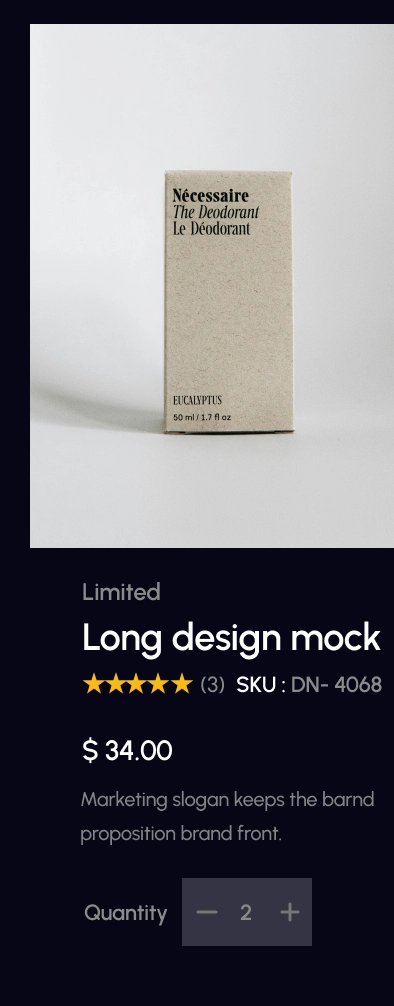 Nécessaire
The Deodorant
Le Déodorant
EUCALYPTUS
50 ml / 1.7 fl oz
Limited
Long design mock
(3) SKU : DN- 4068
$ 34.00
Marketing slogan keeps the barnd
proposition brand front.
Quantity 2